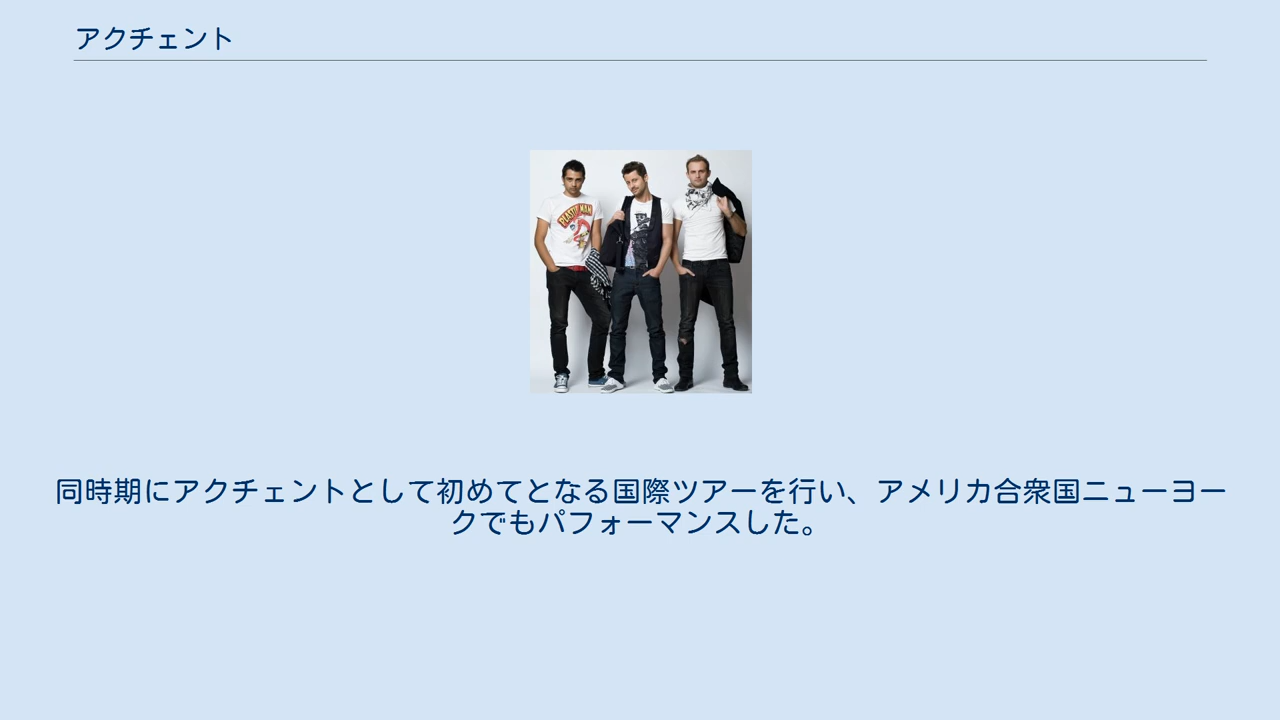 アクチェント
PLASTIC MAN
同時期にアクチェントとして初めてとなる国際ツアーを行い、アメリカ合衆国ニューヨー
クでもパフォーマンスした。